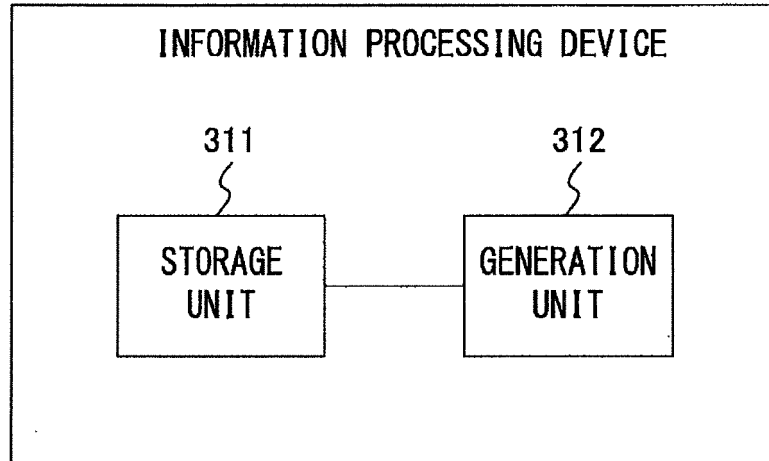 INFORMATION PROCESSING DEVICE
311
312
STORAGE
UNIT
GENERATION
UNIT